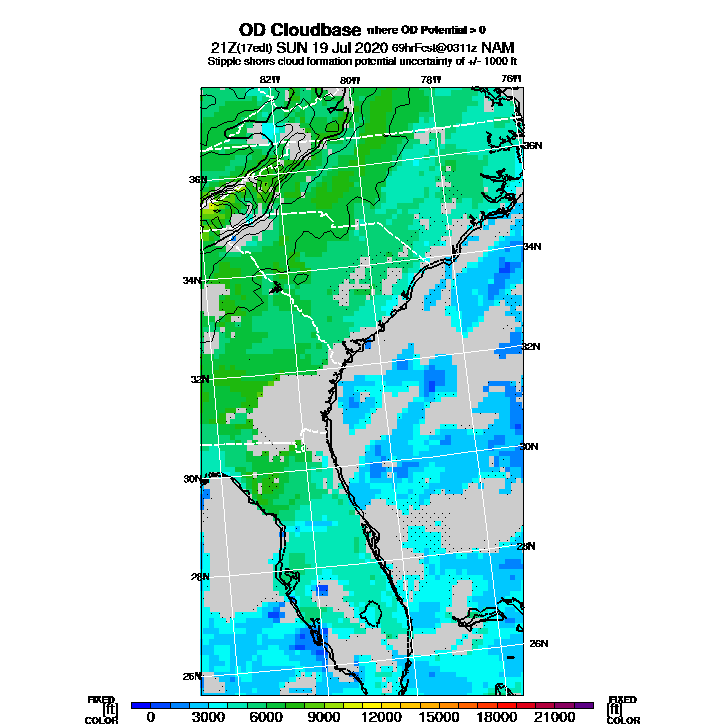 OD Cloudbase where OD Potential > 0
21Z(17edt) SUN 19 Jul 2020 69hrFcst@0311z NAM
Stipple shows cloud formation potential uncertainty of +/- 1000 ft
82W 80W 78W 76W
36N
36N
34N
34N
32N
32N
30N
30N
28N
28N
26N
26N
FIXED FIXED
[ft] [ft]
COLOR 0 3000 6000 9000 12000 15000 18000 21000 COLOR